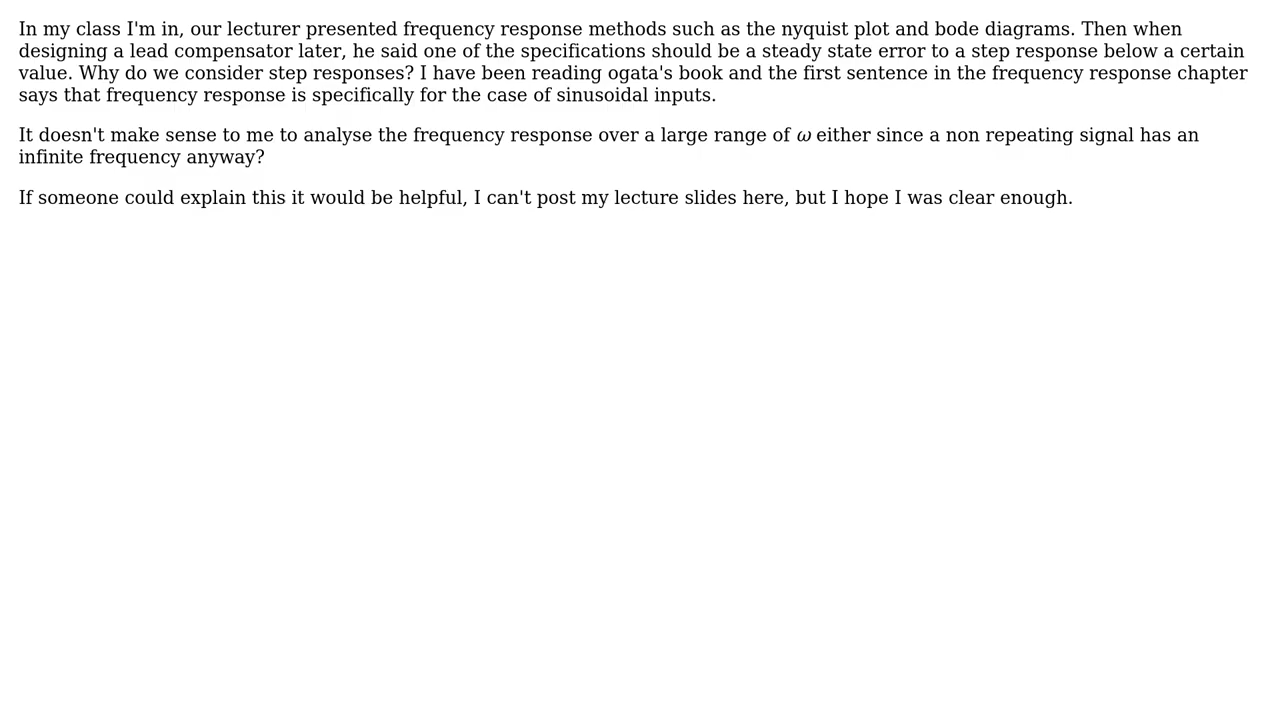 In my class I'm in, our lecturer presented frequency response methods such as the nyquist plot and bode diagrams. Then when
designing a lead compensator later, he said one of the specifications should be a steady state error to a step response below a certain
value. Why do we consider step responses? I have been reading ogata's book and the first sentence in the frequency response chapter
says that frequency response is specifically for the case of sinusoidal inputs.
It doesn't make sense to me to analyse the frequency response over a large range of ω either since a non repeating signal has an
infinite frequency anyway?
If someone could explain this it would be helpful, I can't post my lecture slides here, but I hope I was clear enough.